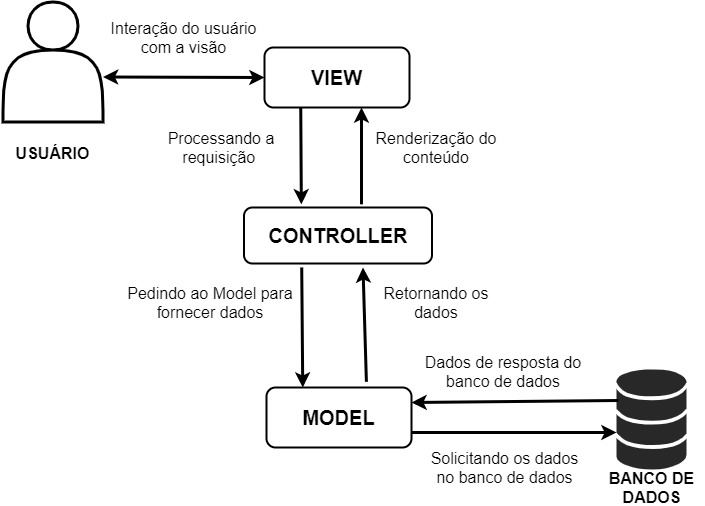 Interação do usuário
com a visão
VIEW
USUÁRIO
Processando a
requisição
Renderização do
conteúdo
CONTROLLER
Pedindo ao Model para
fornecer dados
Retornando os
dados
Dados de resposta do
banco de dados
MODEL
Solicitando os dados
no banco de dados
BANCO DE
DADOS